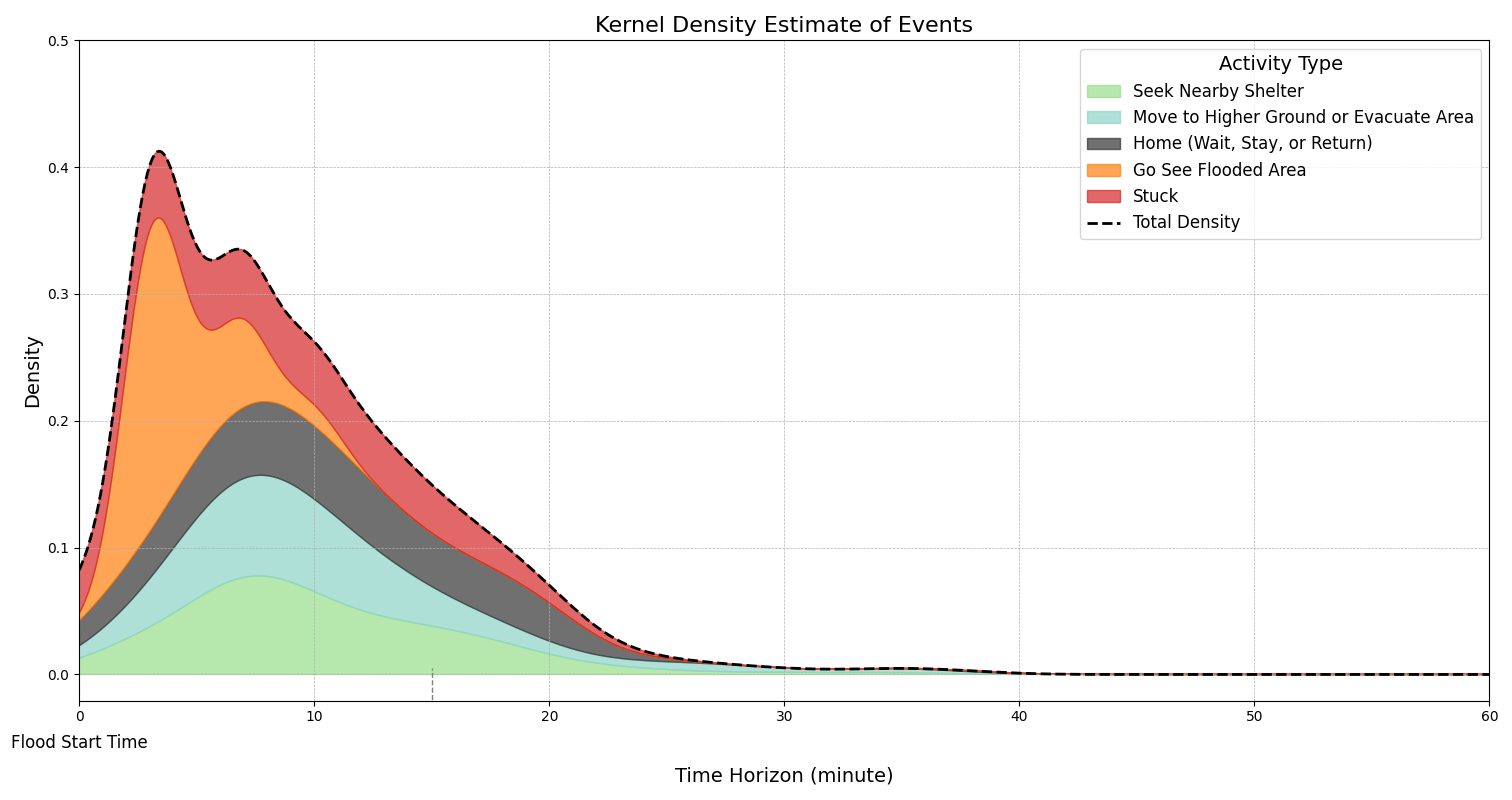 Kernel Density Estimate of Events
0.5
0.4
0.3
0.2
0.1
0.0
Density
Activity Type
Seek Nearby Shelter
Move to Higher Ground or Evacuate Area
Home (Wait, Stay, or Return)
Go See Flooded Area
Stuck
Total Density
0 10 20 30 40 50 60
Flood Start Time
Time Horizon (minute)